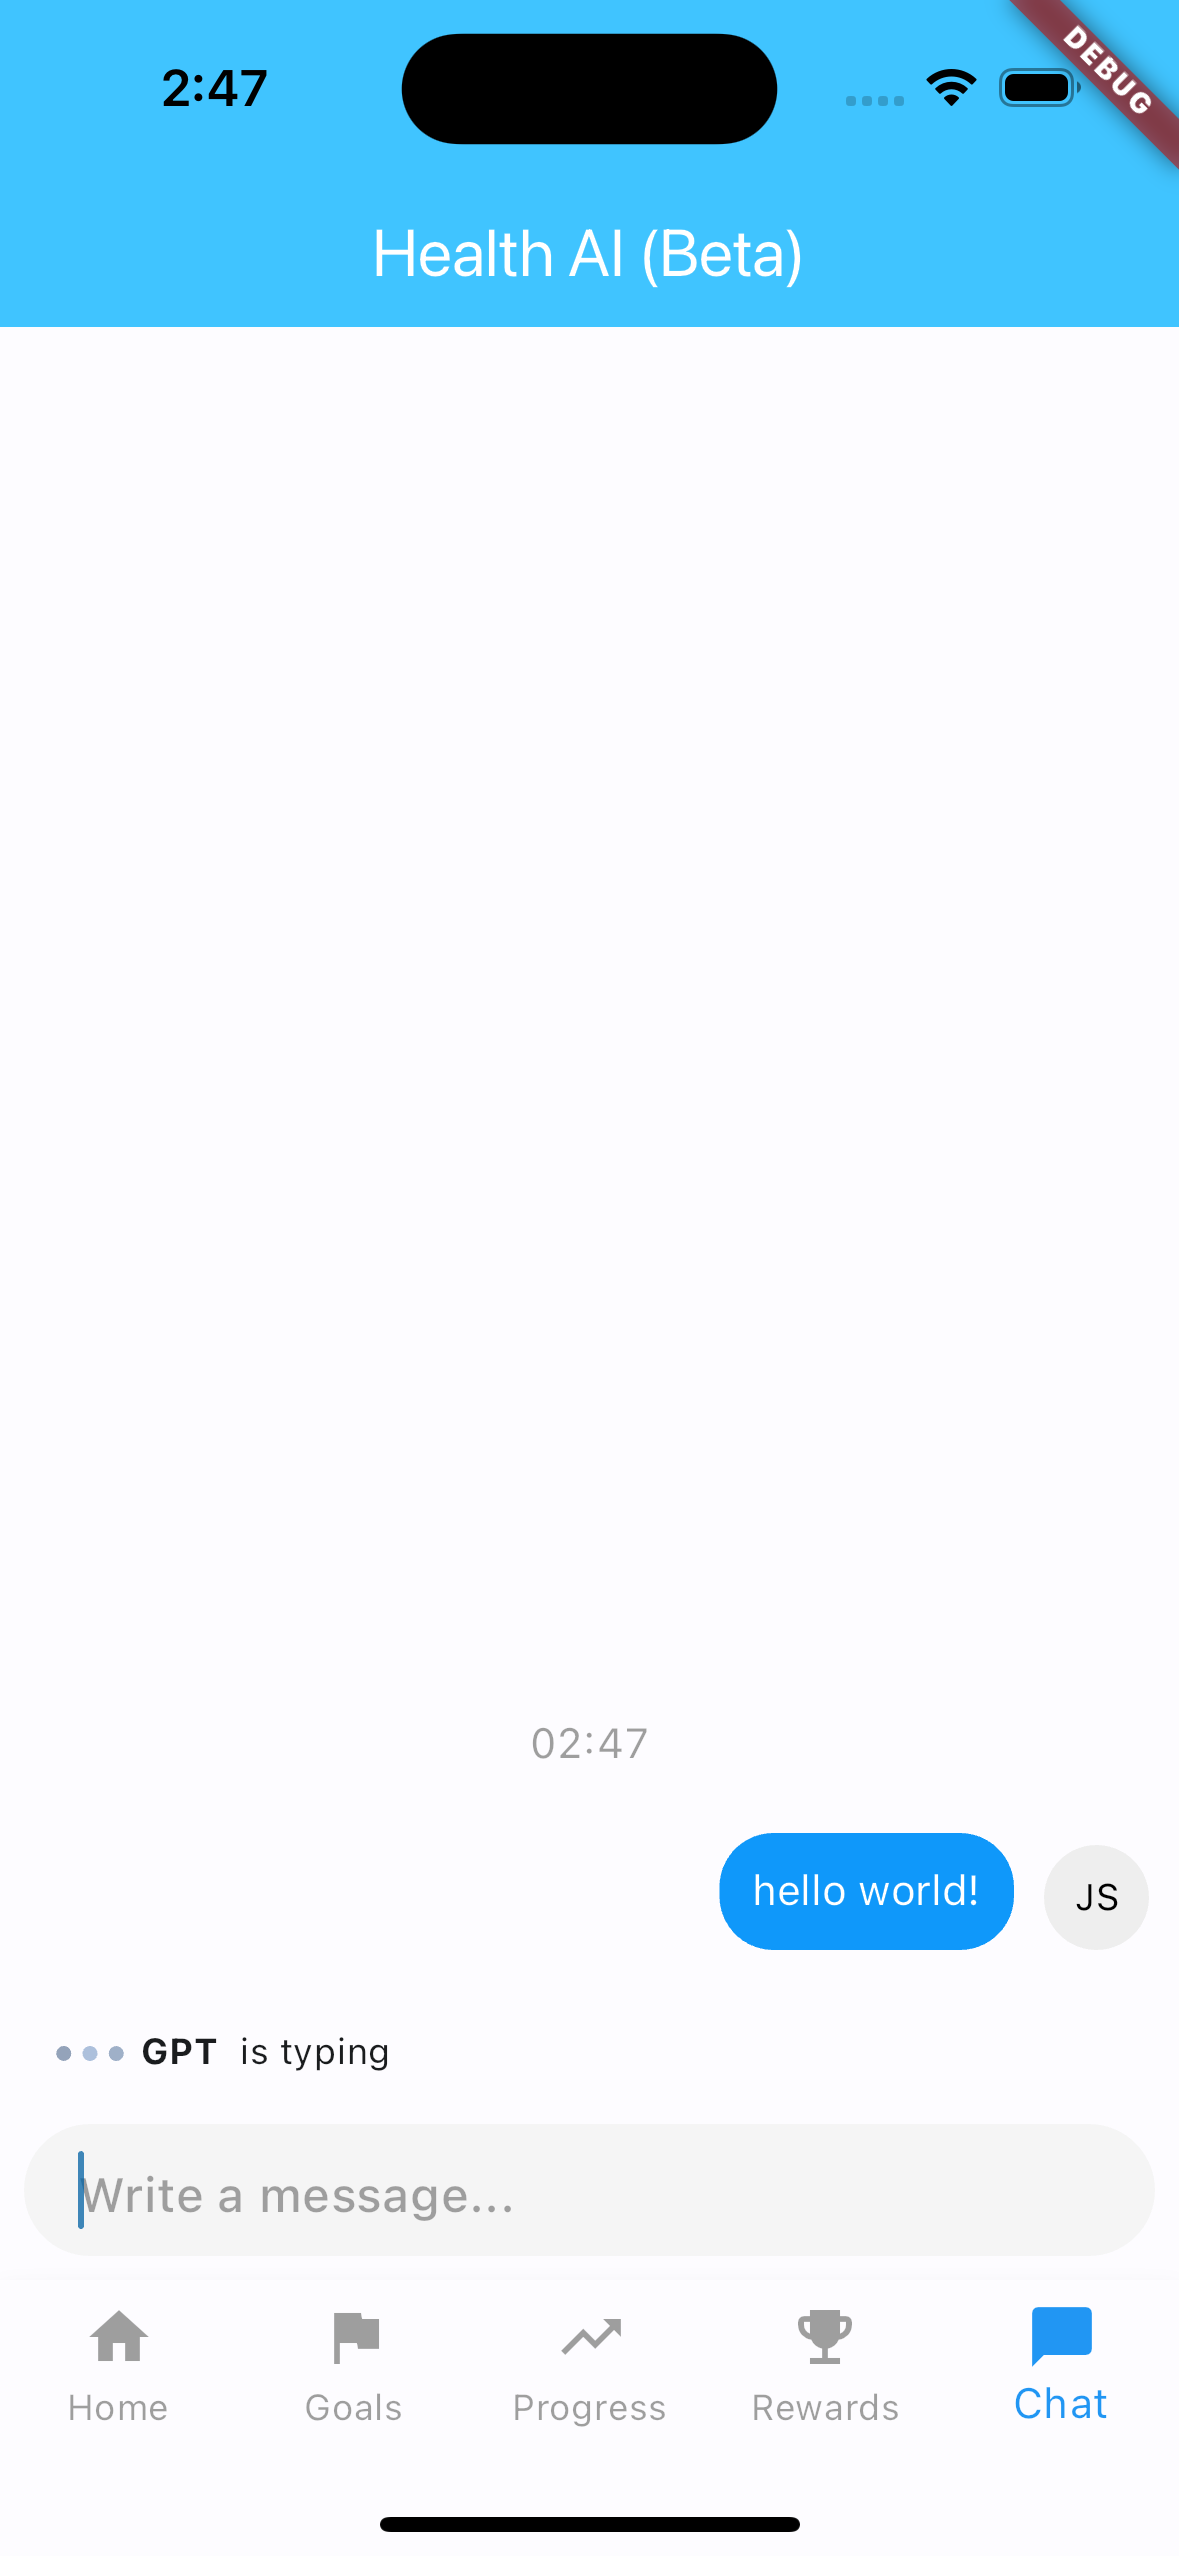 2:47
DEBUG
Health AI (Beta)
02:47
hello world!
JS
GPT is typing
Write a message...
Home
Goals
Progress
Rewards
Chat